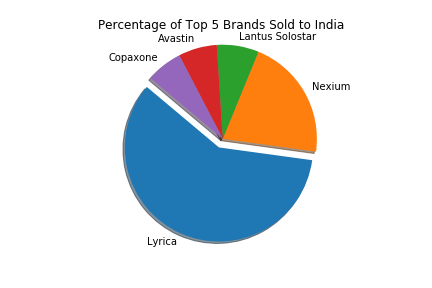 Percentage of Top 5 Brands Sold to India
Avastin
Lantus Solostar
Copaxone
Nexium
Lyrica